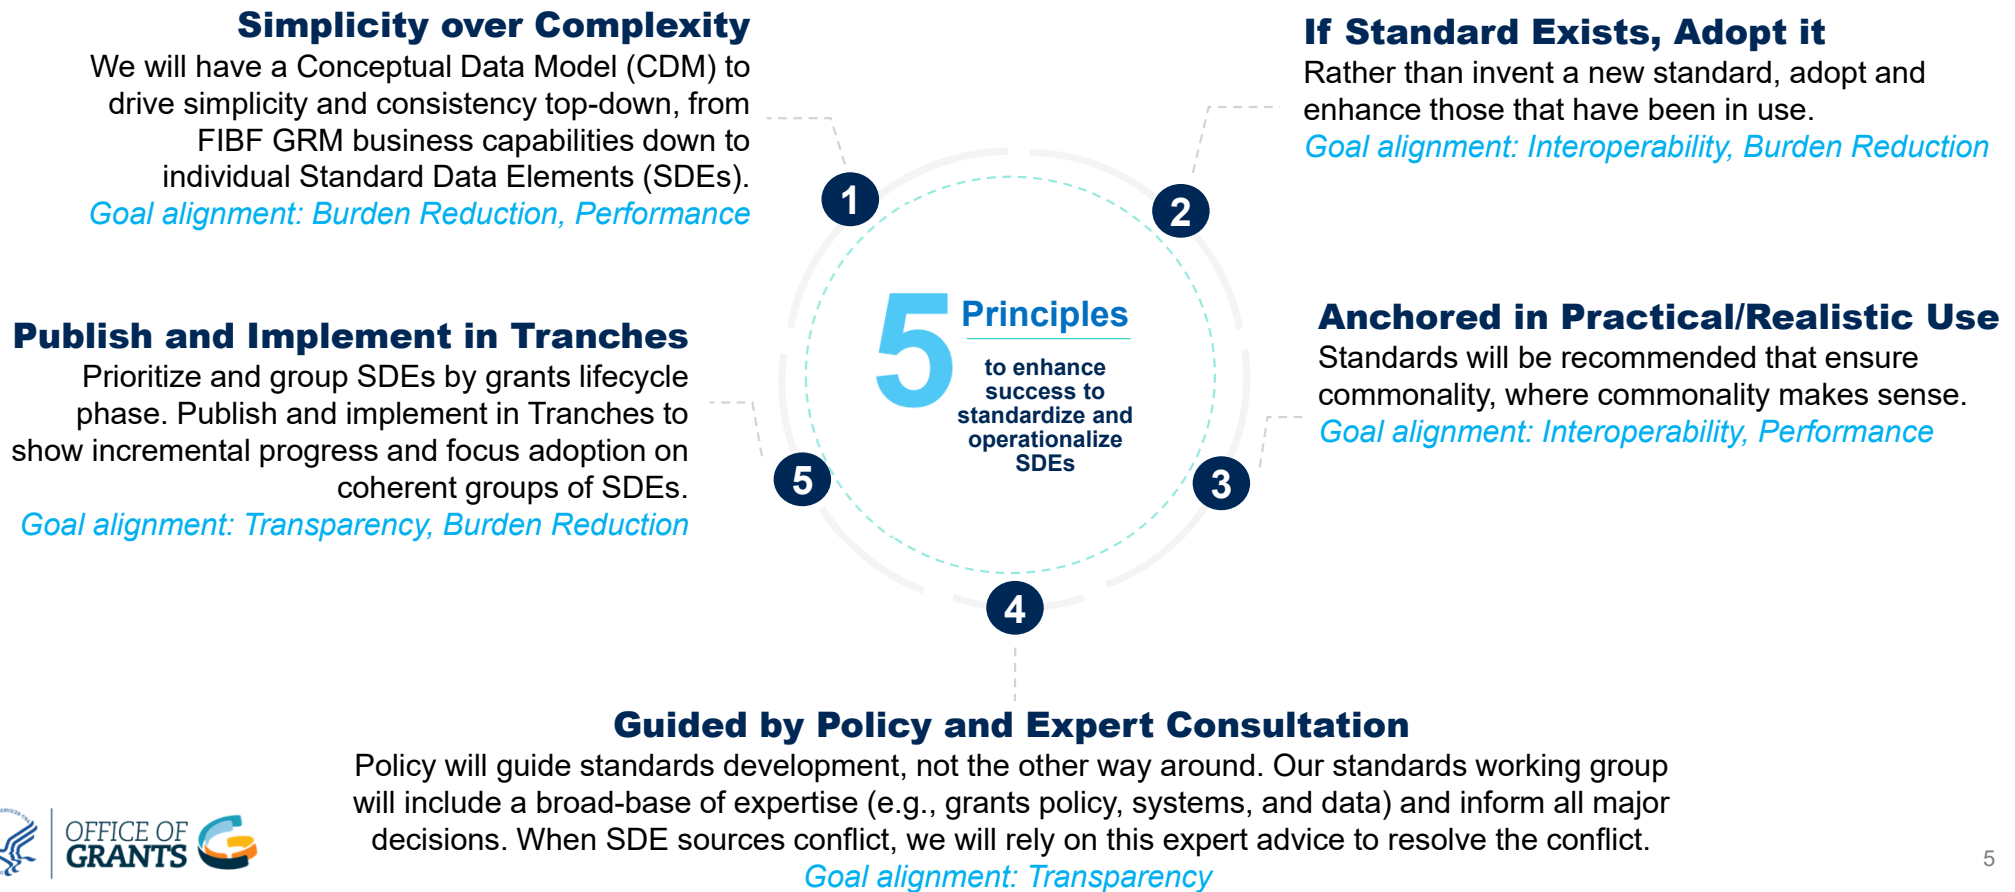 Simplicity over Complexity
We will have a Conceptual Data Model (CDM) to
drive simplicity and consistency top-down, from
FIBF GRM business capabilities down to
individual Standard Data Elements (SDEs).
Goal alignment: Burden Reduction, Performance
If Standard Exists, Adopt it
Rather than invent a new standard, adopt and
enhance those that have been in use.
Goal alignment: Interoperability, Burden Reduction
1
2
5 Principles
to enhance
success to
standardize and
operationalize
SDEs
Anchored in Practical/Realistic Use
Standards will be recommended that ensure
commonality, where commonality makes sense.
Goal alignment: Interoperability, Performance
3
Publish and Implement in Tranches
Prioritize and group SDEs by grants lifecycle
phase. Publish and implement in Tranches to
show incremental progress and focus adoption on
coherent groups of SDEs.
Goal alignment: Transparency, Burden Reduction
5
4
Guided by Policy and Expert Consultation
Policy will guide standards development, not the other way around. Our standards working group
will include a broad-base of expertise (e.g., grants policy, systems, and data) and inform all major
decisions. When SDE sources conflict, we will rely on this expert advice to resolve the conflict.
Goal alignment: Transparency
OFFICE OF
GRANTS
5